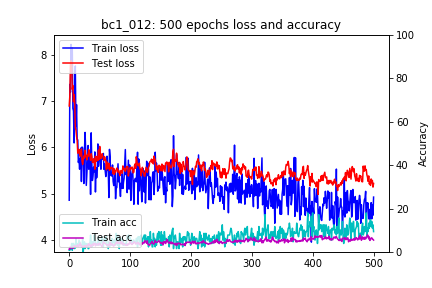 bc1_012: 500 epochs loss and accuracy
Train loss
Test loss
Train acc
Test acc
Loss
Accuracy
8
7
6
5
4
100
80
60
40
20
0
0
100
200
300
400
500